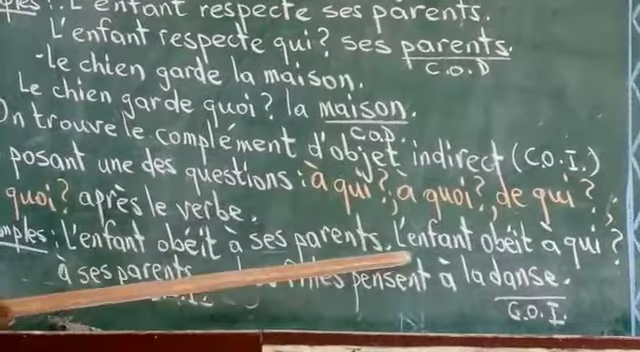 ples: L'enfant respecte ses parents.
L'enfant respecte qui? ses parents.
C.O.D
-Le chien garde la maison.
Le chien garde quoi? la maison.
C.O.D.
On trouve le complément d'objet indirect (C.O.I.)
posant une des questions: à qui?, à quoi?, de qui?,
quoi? après le verbe.
mples: L'enfant obéit à ses parents. L'enfant obéit à qui?
à ses parents pensent à la danse.
C.O.I.